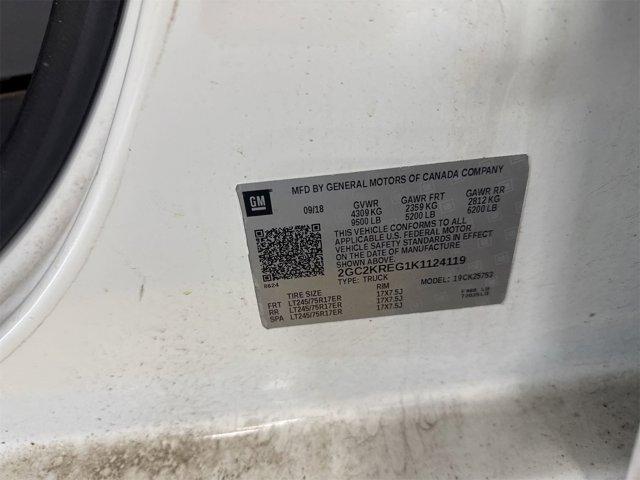 MFD BY GENERAL MOTORS OF CANADA COMPANY
GM
09/18 GVWR GAWR FRT GAWR RR
4309 KG 2359 KG 2812 KG
9500 LB 5200 LB 6200 LB
THIS VEHICLE CONFORMS TO ALL
APPLICABLE U.S. FEDERAL MOTOR
VEHICLE SAFETY STANDARDS IN
EFFECT ON THE DATE OF
MANUFACTURE SHOWN ABOVE.
2GC2KREG1K1124119
TYPE: TRUCK MODEL: 19CK25753
TIRE SIZE RIM
FRT LT245/75R17ER 17X7.5J
RR LT245/75R17ER 17X7.5J
SPA LT245/75R17ER 17X7.5J